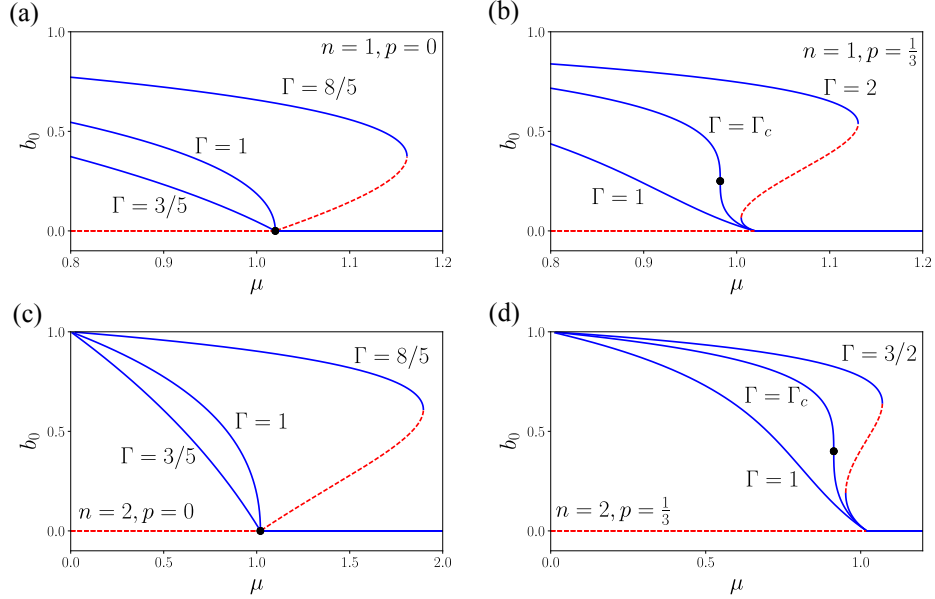 (a)
n = 1, p = 0
Γ = 8/5
Γ = 1
Γ = 3/5
b₀
1.0
0.5
0.0
0.8
0.9
1.0
1.1
1.2
μ
(b)
n = 1, p = 1/3
Γ = 2
Γ = Γ_c
Γ = 1
b₀
1.0
0.5
0.0
0.8
0.9
1.0
1.1
1.2
μ
(c)
Γ = 8/5
Γ = 1
Γ = 3/5
n = 2, p = 0
b₀
1.0
0.5
0.0
0.0
0.5
1.0
1.5
2.0
μ
(d)
Γ = 3/2
Γ = Γ_c
Γ = 1
n = 2, p = 1/3
b₀
1.0
0.5
0.0
0.0
0.5
1.0
μ